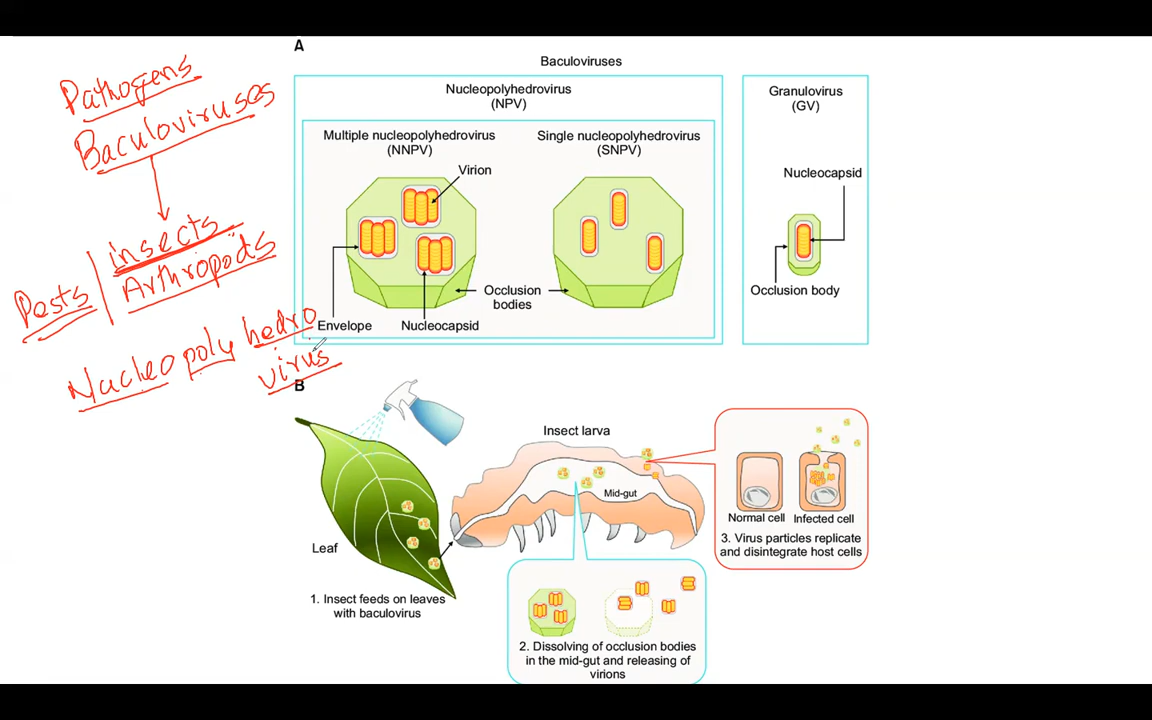 Pathogens
Baculoviruses
insects
Pests
Arthropods
Nucleopoly hedro
virus
A
Baculoviruses
Nucleopolyhedrovirus
(NPV)
Multiple nucleopolyhedrovirus
(NNPV)
Virion
Envelope
Nucleocapsid
Single nucleopolyhedrovirus
(SNPV)
Occlusion
bodies
Granulovirus
(GV)
Nucleocapsid
Occlusion body
B
Leaf
1. Insect feeds on leaves
with baculovirus
Insect larva
Mid-gut
2. Dissolving of occlusion bodies
in the mid-gut and releasing of
virions
Normal cell
Infected cell
3. Virus particles replicate
and disintegrate host cells